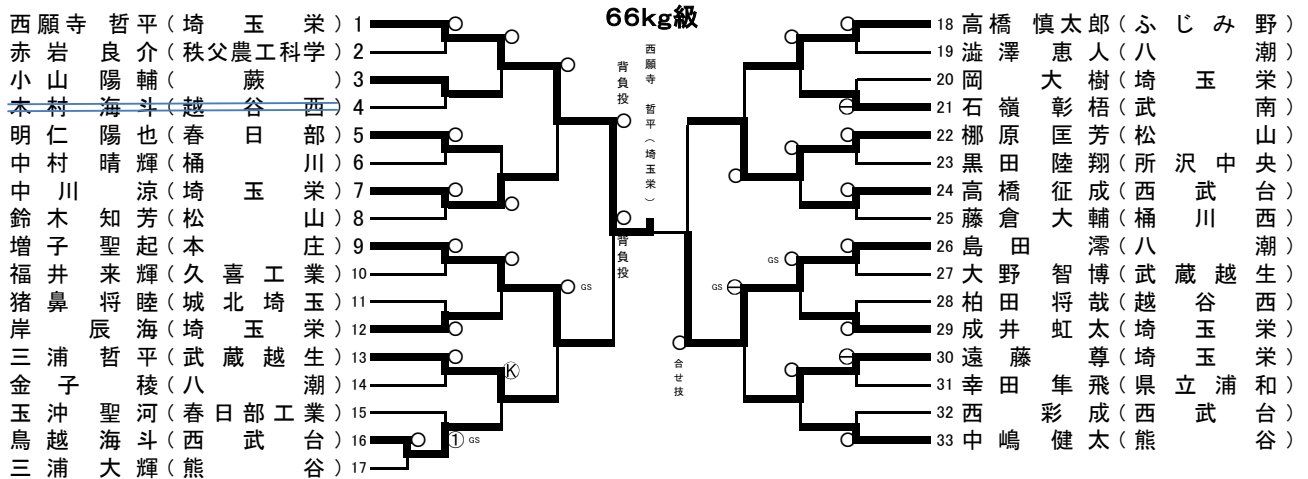 66kg級
西願寺 哲平(埼玉栄) 1
赤岩良介(秩父農工科学) 2
小山陽輔(蕨) 3
木村海斗(越谷西) 4
明仁陽也(春日部) 5
中村晴輝(桶川) 6
中川涼(埼玉栄) 7
鈴木知芳(松山) 8
増子聖起(本庄) 9
福井来輝(久喜工業) 10
猪鼻将睦(城北埼玉) 11
岸辰海(埼玉栄) 12
三浦哲平(武蔵越生) 13
金子稜(八潮) 14
玉沖聖河(春日部工業) 15
鳥越海斗(西武台) 16
三浦大輝(熊谷) 17
GS
K
① GS
背負投
背負投
西願寺 哲平(埼玉栄)
合せ技
GS
GS
18 高橋慎太郎(ふじみ野)
19 澁澤恵人(八潮)
20 岡大樹(埼玉栄)
21 石嶺彰梧(武南)
22 梛原匡芳(松山)
23 黒田陸翔(所沢中央)
24 高橋征成(西武台)
25 藤倉大輔(桶川西)
26 島田澪(八潮)
27 大野智博(武蔵越生)
28 柏田将哉(越谷西)
29 成井虹太(埼玉栄)
30 遠藤尊(埼玉栄)
31 幸田隼飛(県立浦和)
32 西彩成(西武台)
33 中嶋健太(熊谷)